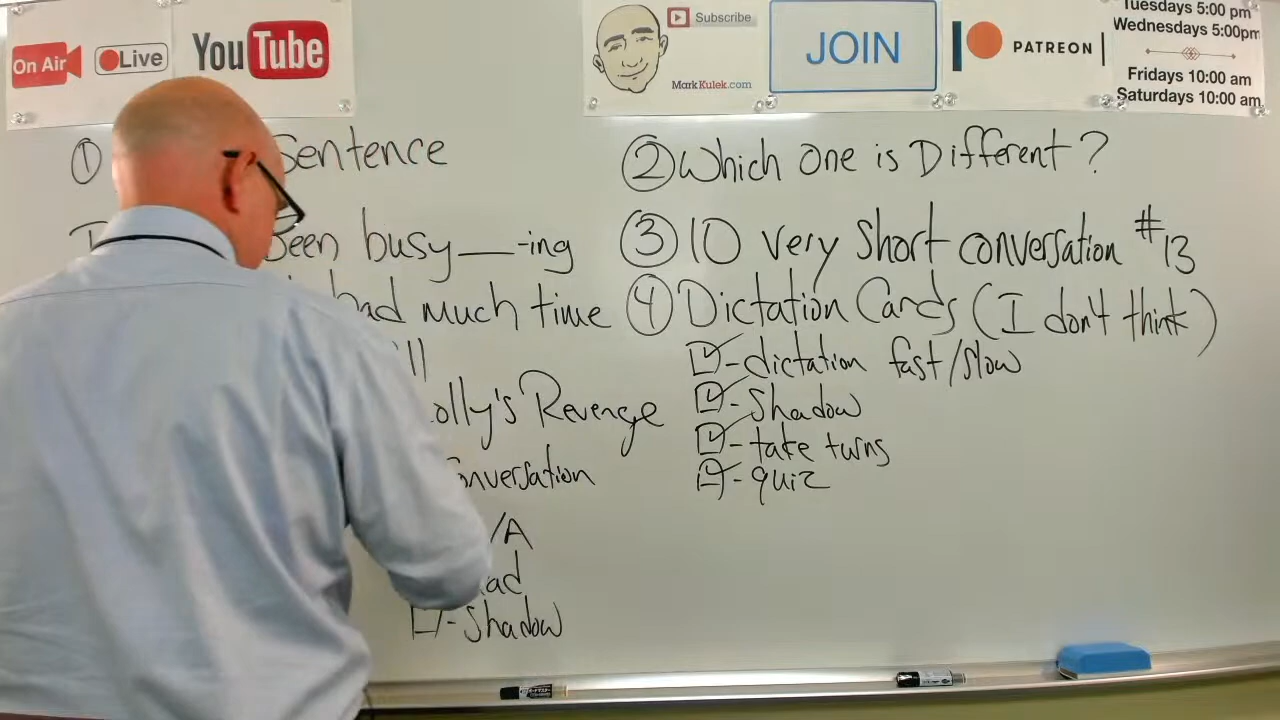 On Air
Live
YouTube
Subscribe
MarkKulek.com
JOIN
PATREON
Tuesdays 5:00 pm
Wednesdays 5:00pm
Fridays 10:00 am
Saturdays 10:00 am
① Sentence
been busy ___-ing
had much time
olly's Revenge
onversation
/A
ad
- Shadow
② Which One is Different?
③ 10 very short conversation #13
④ Dictation Cards (I don't think)
☑ - dictation fast/slow
☑ - Shadow
☑ - take turns
☑ - quiz